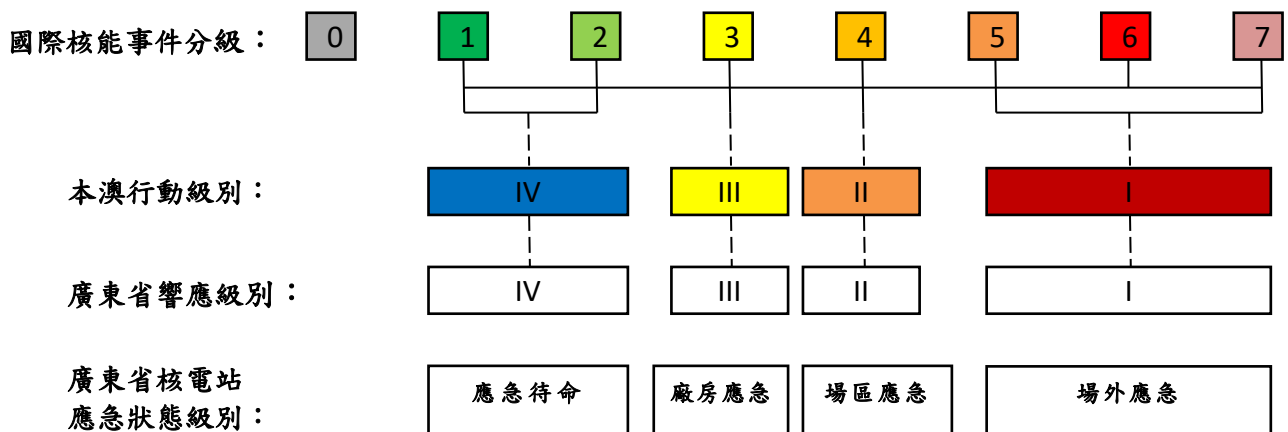 國際核能事件分級： 0 1 2 3 4 5 6 7
本澳行動級別： IV III II I
廣東省響應級別： IV III II I
廣東省核電站
應急狀態級別： 應急待命 廠房應急 場區應急 場外應急